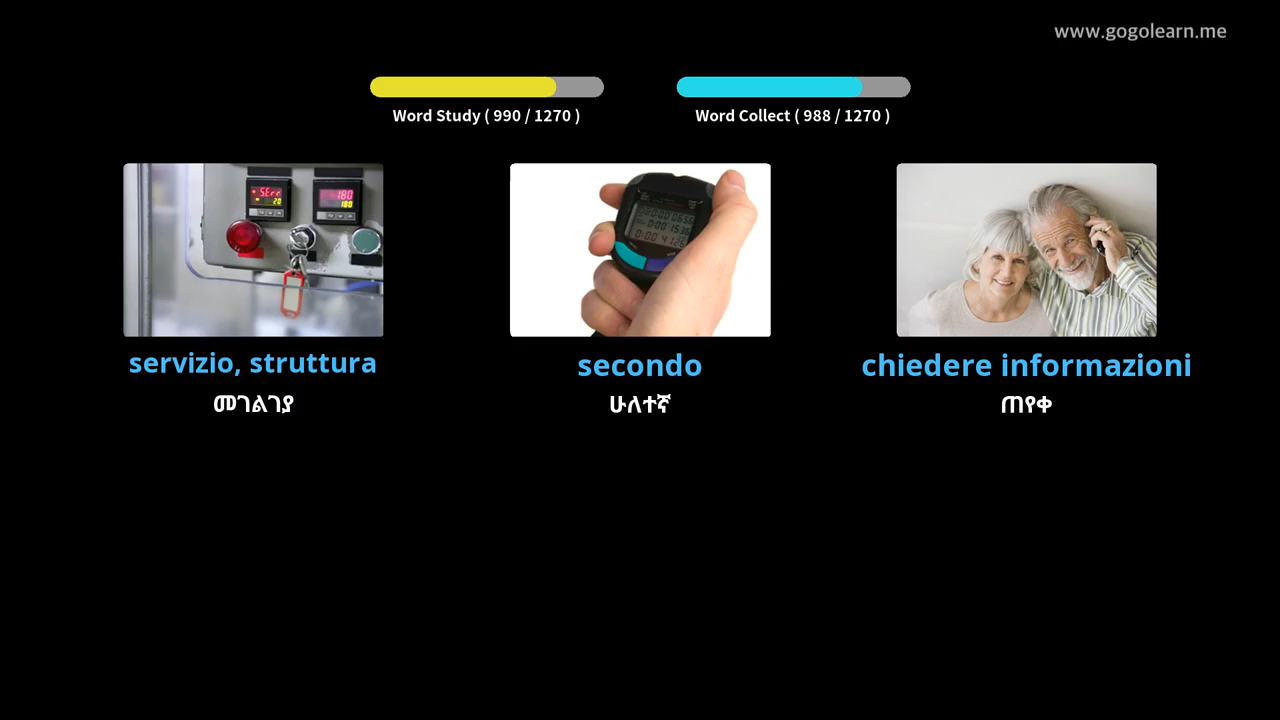 www.gogolearn.me
Word Study ( 990 / 1270 )
Word Collect ( 988 / 1270 )
servizio, struttura
secondo
chiedere informazioni
መገልገያ
ሁለተኛ
ጠየቀ